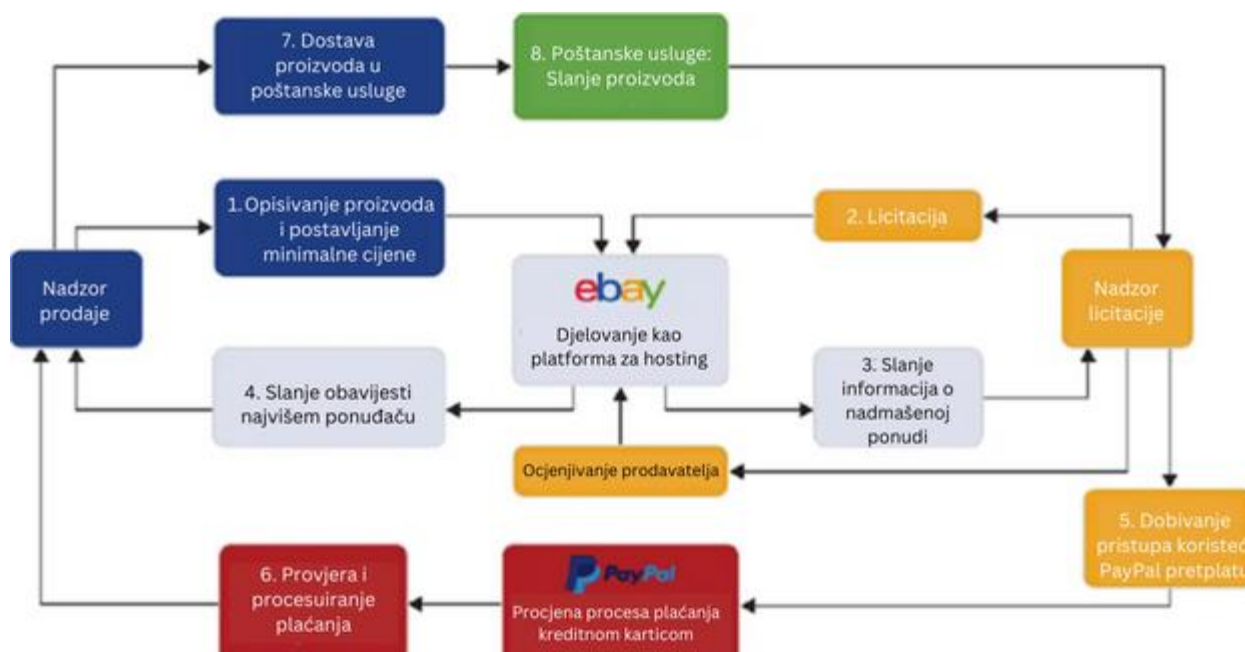 7. Dostava
proizvoda u
poštanske usluge
8. Poštanske usluge:
Slanje proizvoda
1. Opisivanje proizvoda
i postavljanje
minimalne cijene
2. Licitacija
Nadzor
prodaje
ebay
Djelovanje kao
platforma za hosting
Nadzor
licitacije
4. Slanje obavijesti
najvišem ponuđaču
3. Slanje
informacija o
nadmašenoj
ponudi
Ocjenjivanje prodavatelja
5. Dobivanje
pristupa koristeć
PayPal pretplatu
6. Provjera i
procesuiranje
plaćanja
PayPal
Procjena procesa plaćanja
kreditnom karticom